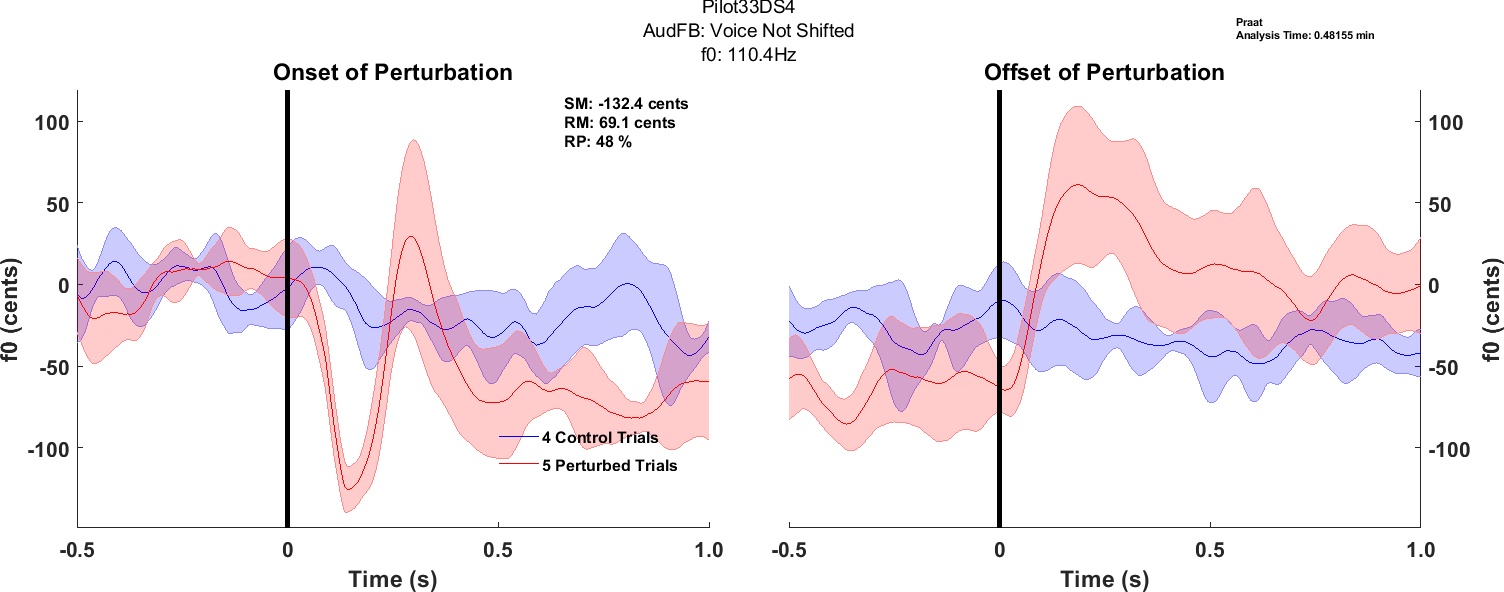 Pilot33DS4
AudFB: Voice Not Shifted
f0: 110.4Hz
Praat
Analysis Time: 0.48155 min
Onset of Perturbation
Offset of Perturbation
SM: -132.4 cents
RM: 69.1 cents
RP: 48 %
100
50
0
-50
-100
f0 (cents)
4 Control Trials
5 Perturbed Trials
-0.5
0
0.5
1.0
Time (s)
100
50
0
-50
-100
f0 (cents)
-0.5
0
0.5
1.0
Time (s)